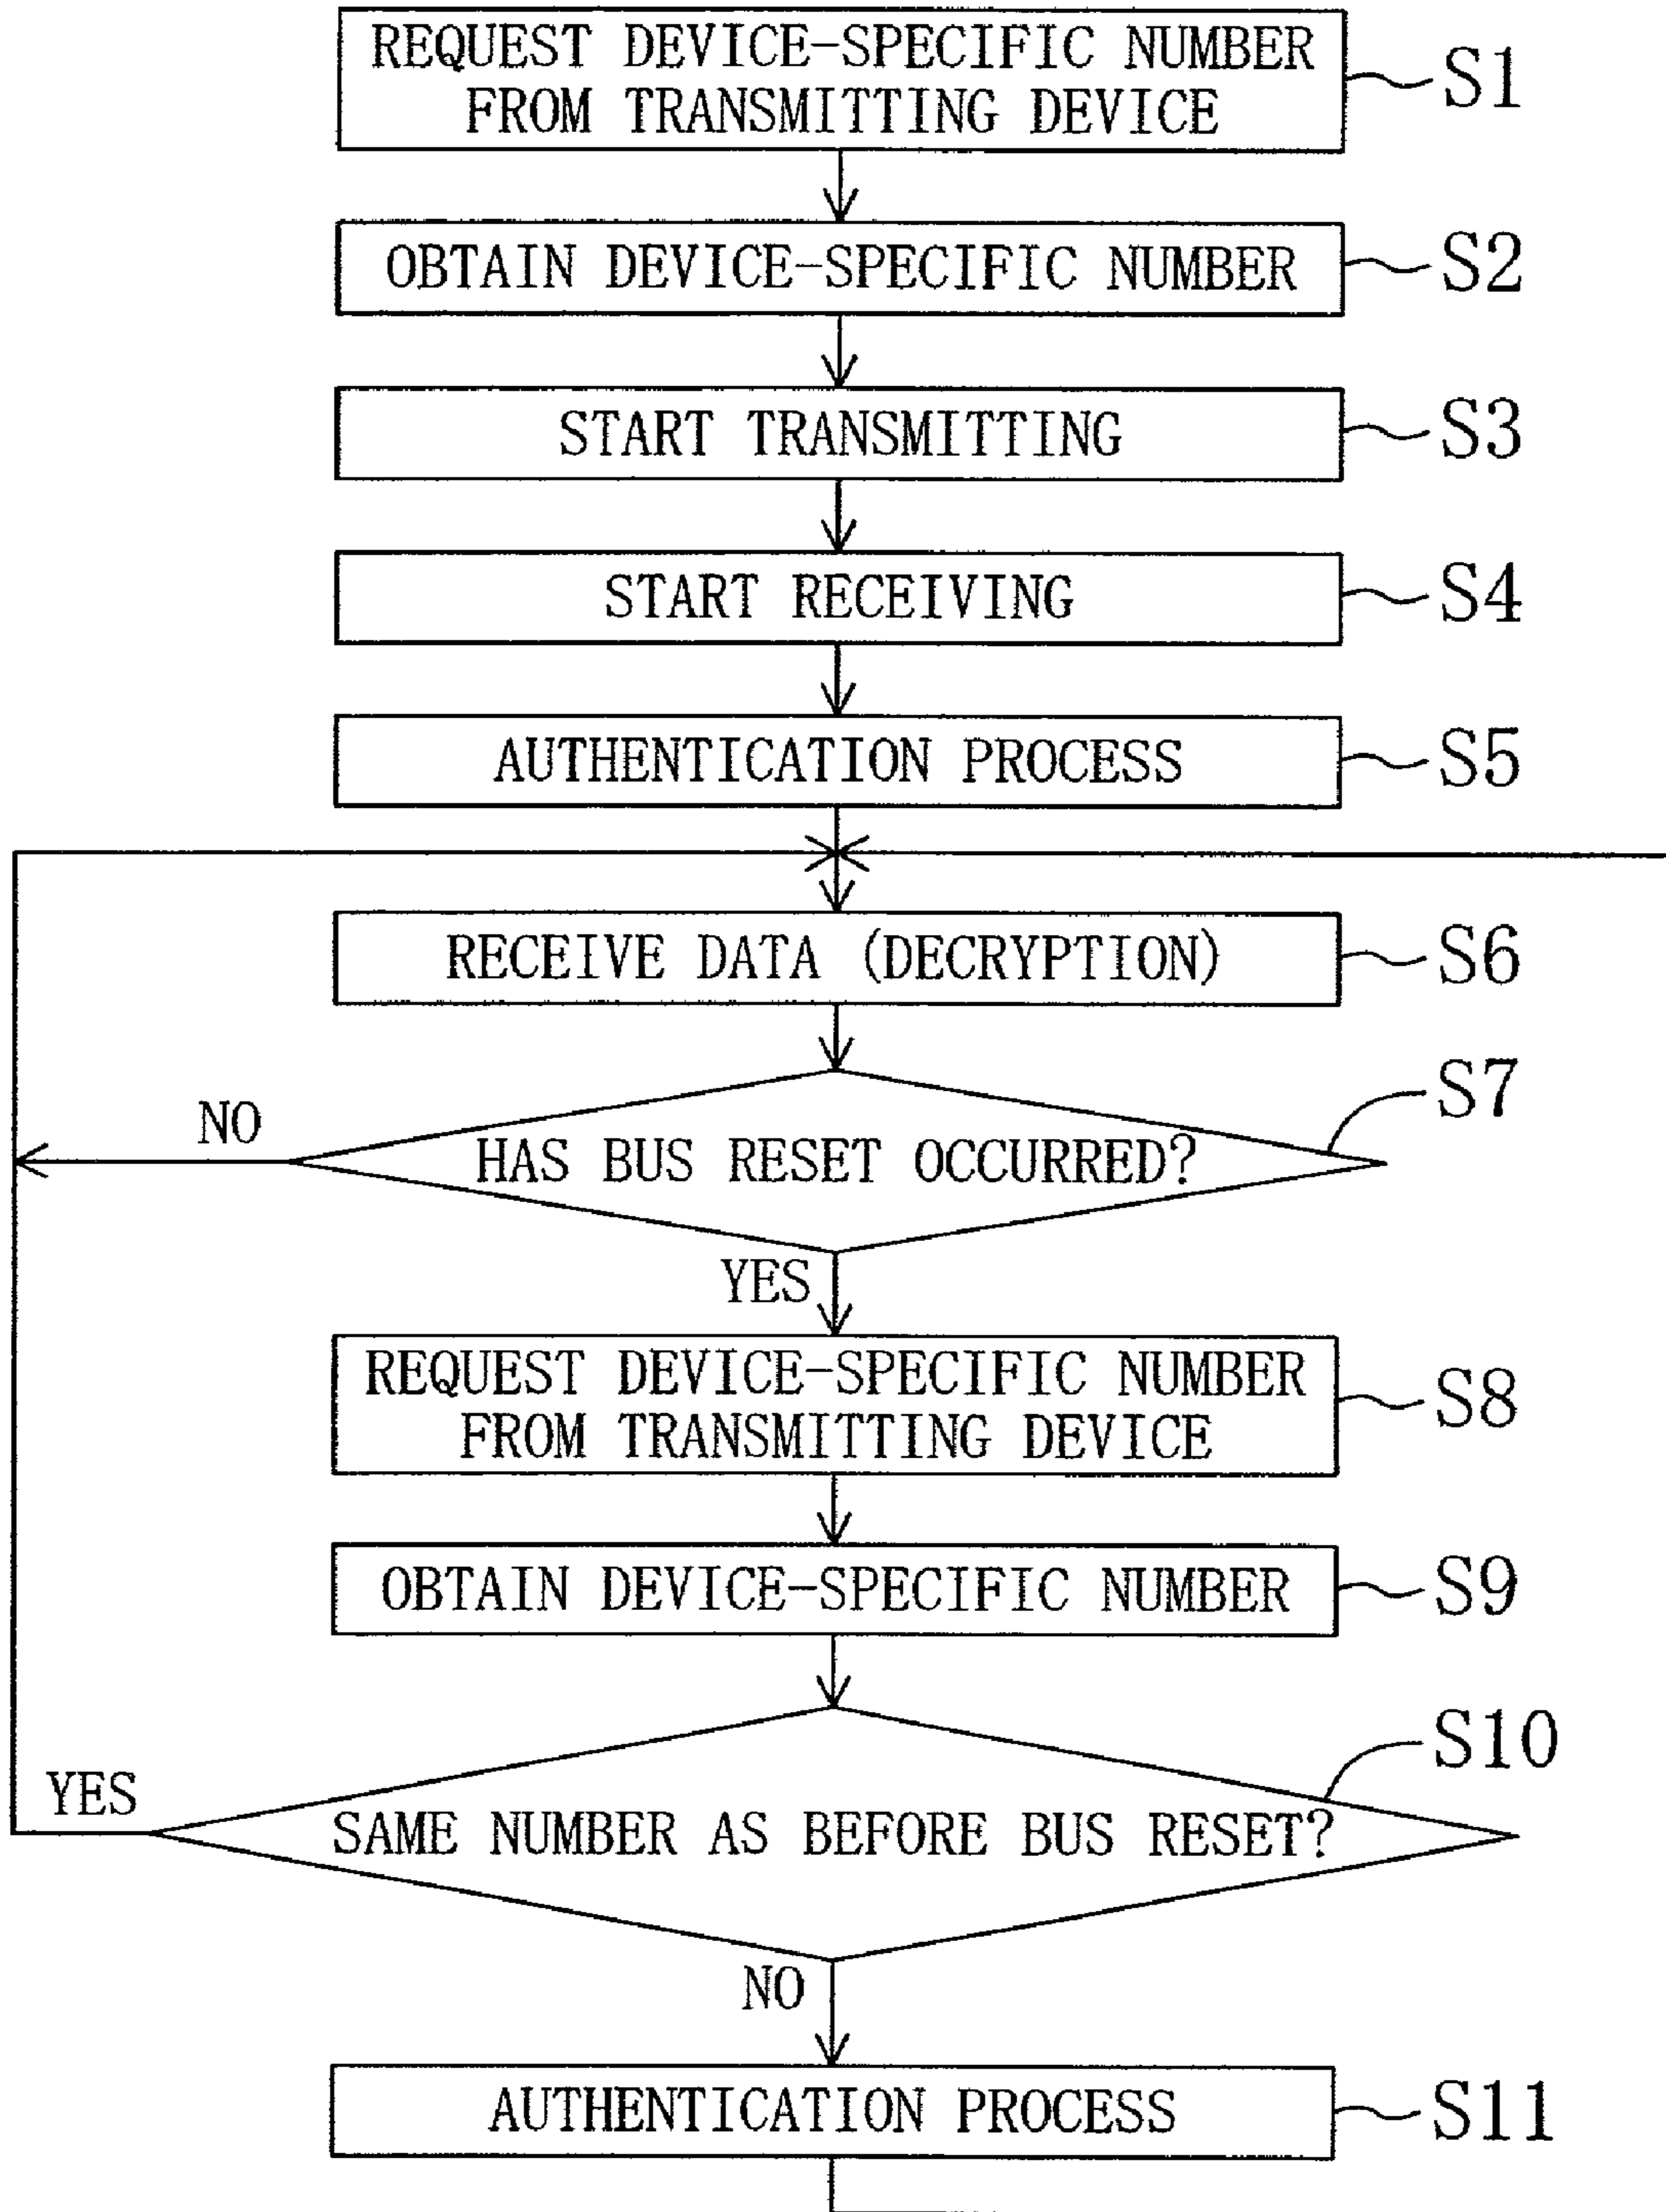 REQUEST DEVICE-SPECIFIC NUMBER
FROM TRANSMITTING DEVICE
S1
OBTAIN DEVICE-SPECIFIC NUMBER
S2
START TRANSMITTING
S3
START RECEIVING
S4
AUTHENTICATION PROCESS
S5
RECEIVE DATA (DECRYPTION)
S6
S7
NO
HAS BUS RESET OCCURRED?
YES
REQUEST DEVICE-SPECIFIC NUMBER
FROM TRANSMITTING DEVICE
S8
OBTAIN DEVICE-SPECIFIC NUMBER
S9
S10
YES
SAME NUMBER AS BEFORE BUS RESET?
NO
AUTHENTICATION PROCESS
S11